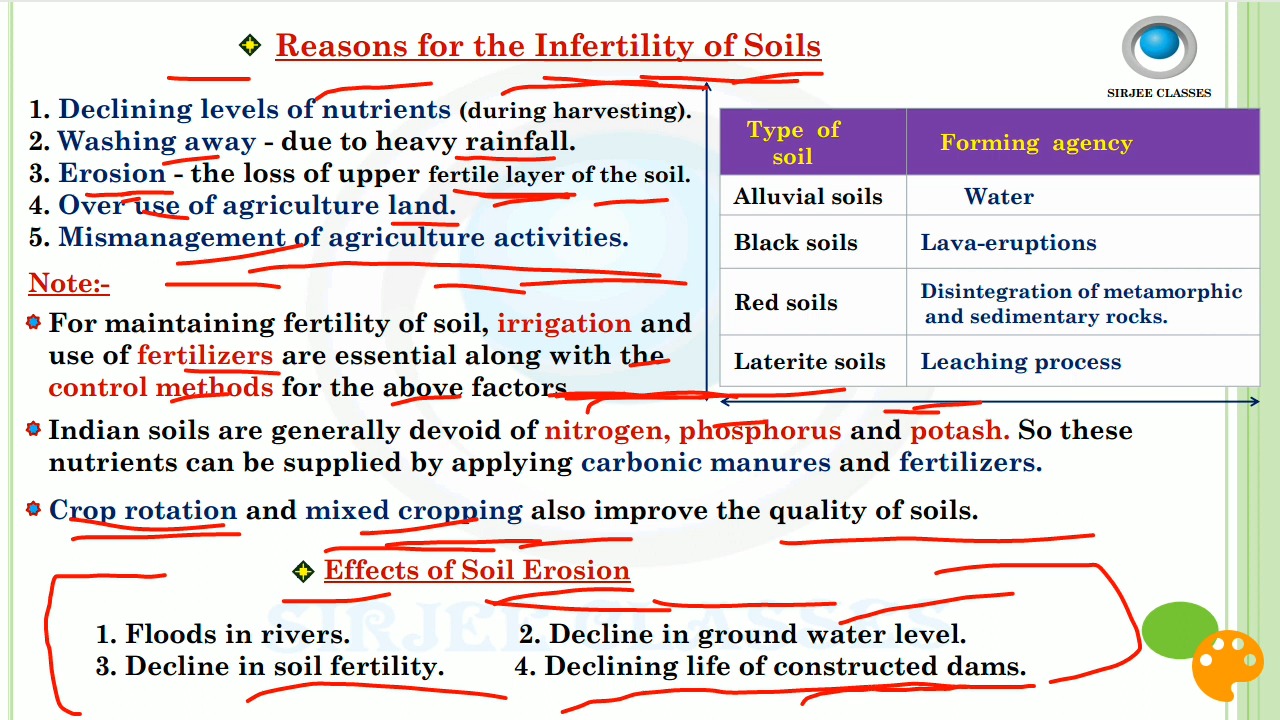 Reasons for the Infertility of Soils
SIRJEE CLASSES
1. Declining levels of nutrients (during harvesting).
2. Washing away - due to heavy rainfall.
3. Erosion - the loss of upper fertile layer of the soil.
4. Over use of agriculture land.
5. Mismanagement of agriculture activities.
Note:-
For maintaining fertility of soil, irrigation and
use of fertilizers are essential along with the
control methods for the above factors
Type of
soil
Forming agency
Alluvial soils
Water
Black soils
Lava-eruptions
Red soils
Disintegration of metamorphic
and sedimentary rocks.
Laterite soils
Leaching process
Indian soils are generally devoid of nitrogen, phosphorus and potash. So these
nutrients can be supplied by applying carbonic manures and fertilizers.
Crop rotation and mixed cropping also improve the quality of soils.
Effects of Soil Erosion
SIRJEE CLASSES
1. Floods in rivers.
2. Decline in ground water level.
3. Decline in soil fertility.
4. Declining life of constructed dams.